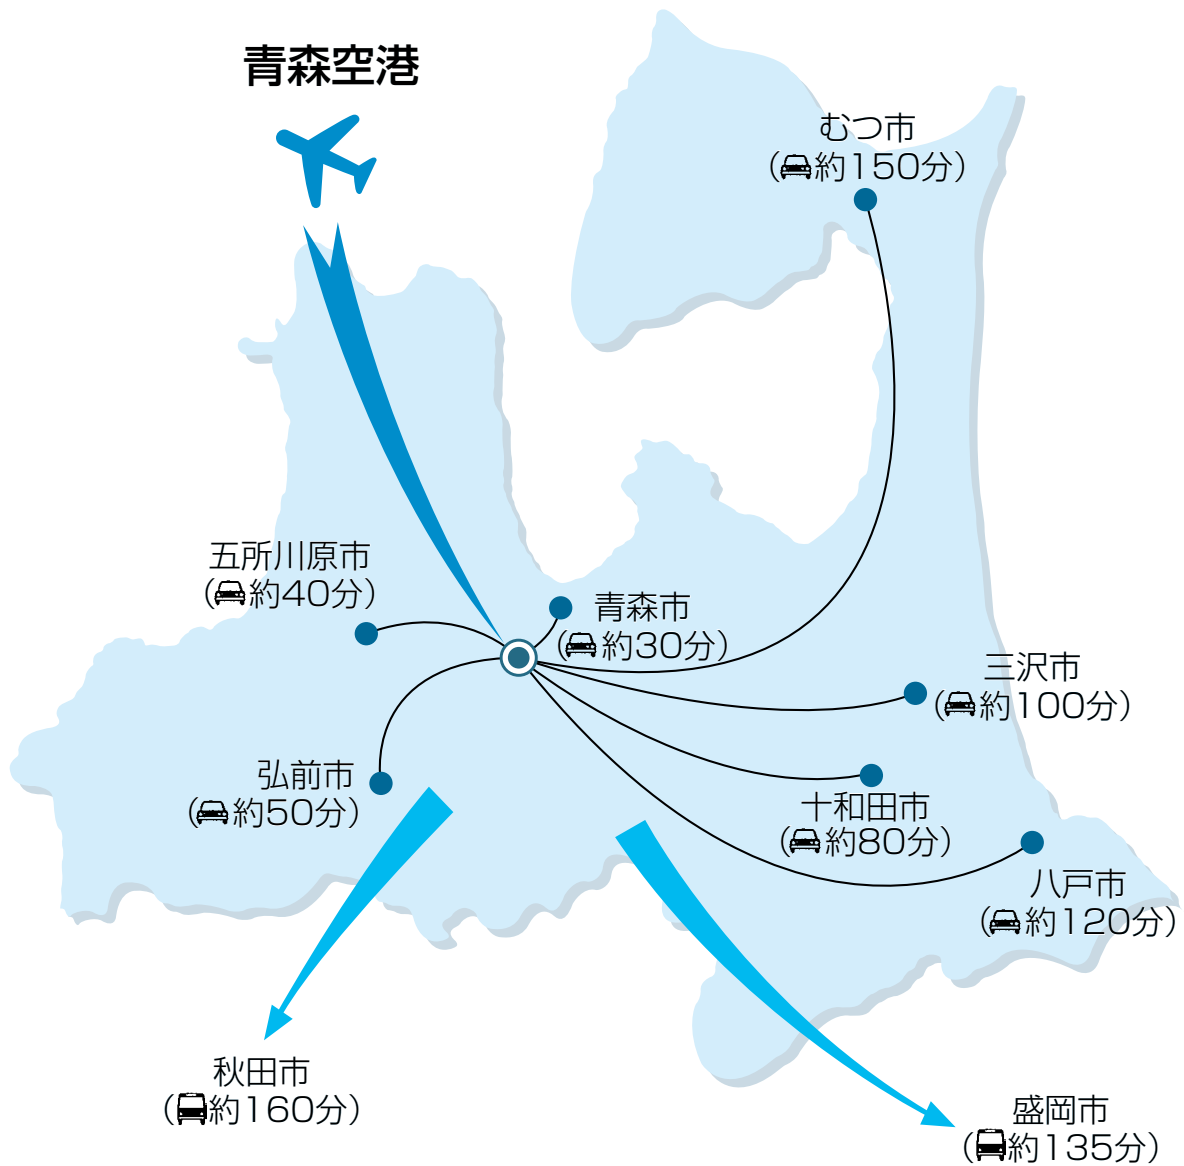 青森空港
むつ市
(約150分)
五所川原市
(約40分)
青森市
(約30分)
三沢市
(約100分)
弘前市
(約50分)
十和田市
(約80分)
八戸市
(約120分)
秋田市
(約160分)
盛岡市
(約135分)